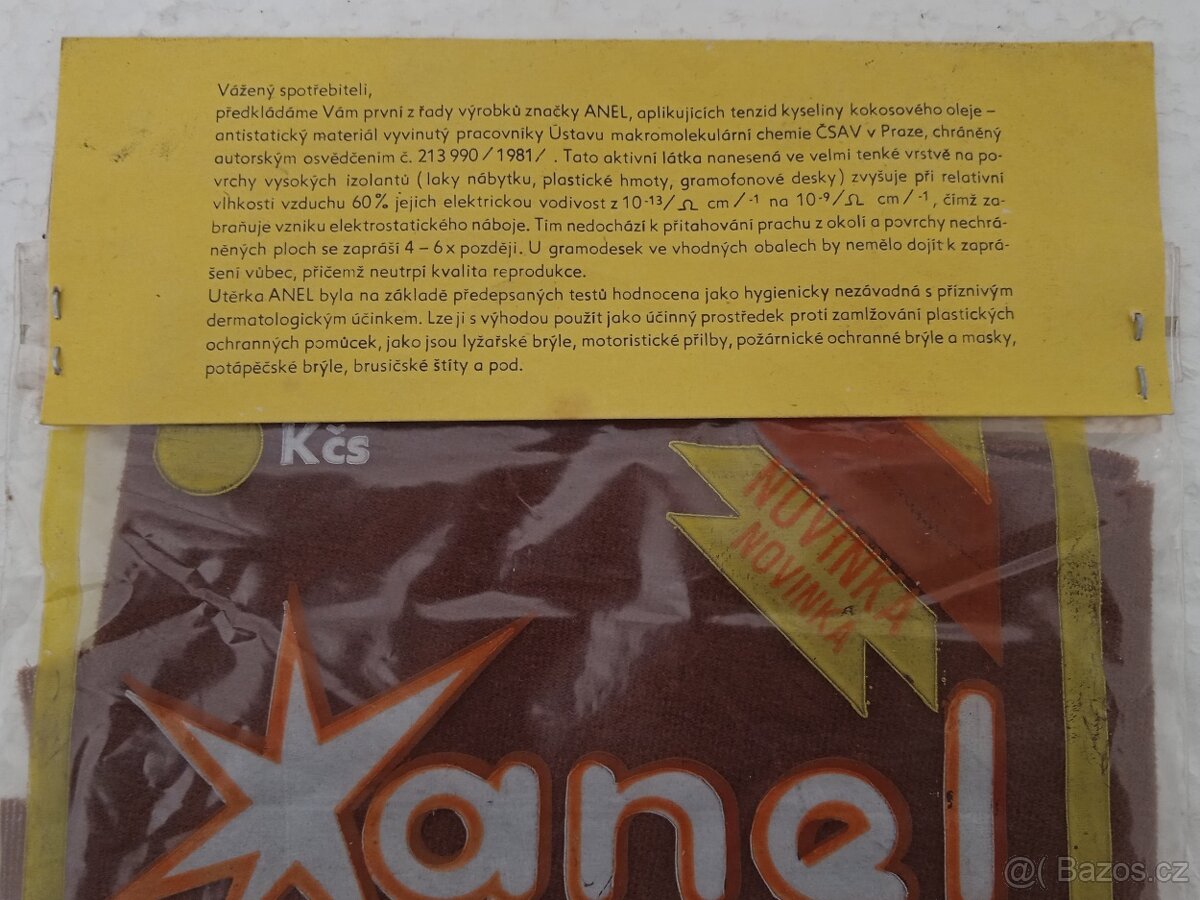 Vážený spotřebiteli,
předkládáme Vám první z řady výrobků značky ANEL, aplikujících tenzid kyseliny kokosového oleje –
antistatický materiál vyvinutý pracovníky Ústavu makromolekulární chemie ČSAV v Praze, chráněný
autorským osvědčením č. 213 990 / 1981/ . Tato aktivní látka nanesená ve velmi tenké vrstvě na po-
vrchy vysokých izolantů ( laky nábytku, plastické hmoty, gramofonové desky ) zvyšuje při relativní
vlhkosti vzduchu 60 % jejich elektrickou vodivost z 10⁻¹³/ Ω cm /⁻¹ na 10⁻⁹/ Ω cm /⁻¹, čímž za-
braňuje vzniku elektrostatického náboje. Tím nedochází k přitahování prachu z okolí a povrchy nechrá-
něných ploch se zapráší 4 – 6 x později. U gramodesek ve vhodných obalech by nemělo dojít k zaprá-
šení vůbec, přičemž neutrpí kvalita reprodukce.
Utěrka ANEL byla na základě předepsaných testů hodnocena jako hygienicky nezávadná s příznivým
dermatologickým účinkem. Lze ji s výhodou použít jako účinný prostředek proti zamlžování plastických
ochranných pomůcek, jako jsou lyžařské brýle, motoristické přilby, požárnické ochranné brýle a masky,
potápěčské brýle, brusičské štíty a pod.
Kčs
NOVINKA
NOVINKA
anel
@( Bazos.cz